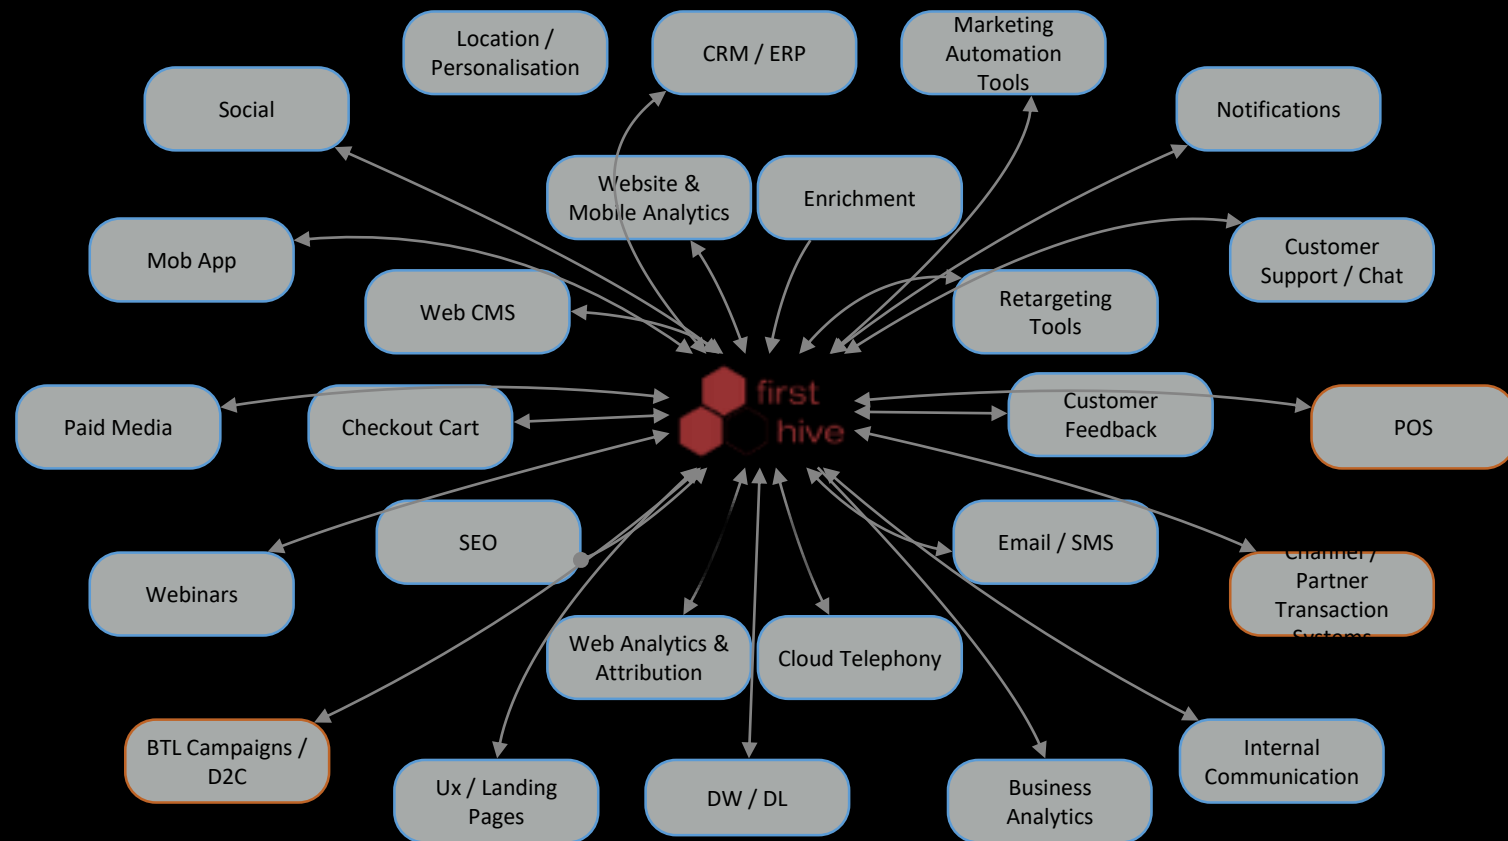 Location /
Personalisation
CRM / ERP
Marketing
Automation
Tools
Social
Notifications
Website &
Mobile Analytics
Enrichment
Mob App
Customer
Support / Chat
Web CMS
Retargeting
Tools
Paid Media
Checkout Cart
first
hive
Customer
Feedback
POS
SEO
Email / SMS
Webinars
Channel /
Partner
Transaction
Systems
Web Analytics &
Attribution
Cloud Telephony
BTL Campaigns /
D2C
Ux / Landing
Pages
DW / DL
Business
Analytics
Internal
Communication